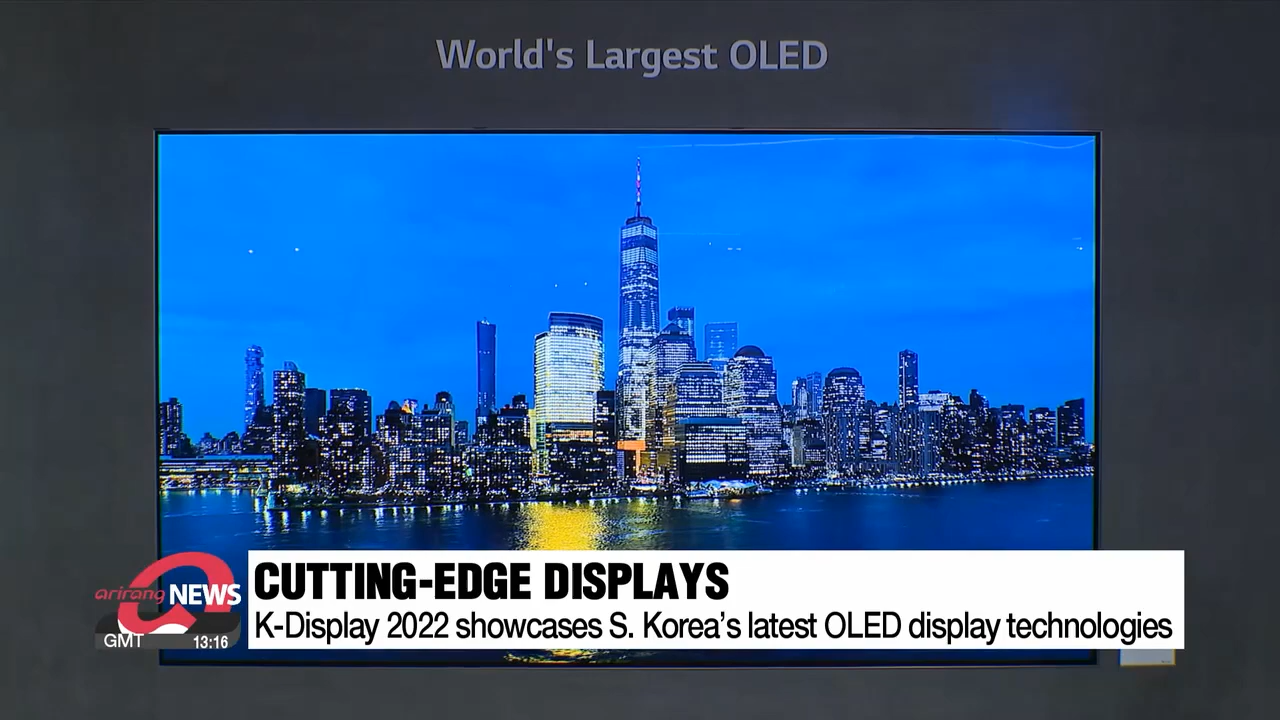 World's Largest OLED
CUTTING-EDGE DISPLAYS
K-Display 2022 showcases S. Korea's latest OLED display technologies
arirang NEWS
GMT 13:16